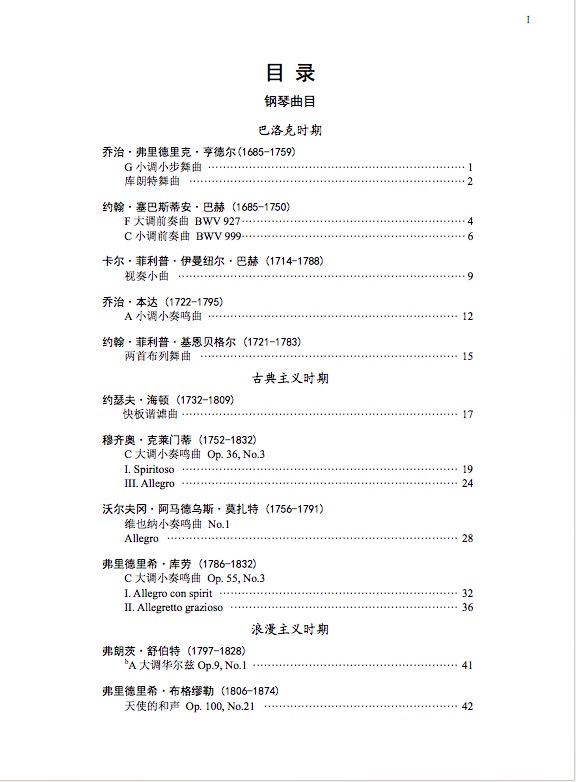 I
目 录
钢琴曲目
巴洛克时期
乔治·弗里德里克·亨德尔(1685-1759)
G 小调小步舞曲 ………… 1
库朗特舞曲 ………… 2
约翰·塞巴斯蒂安·巴赫 (1685-1750)
F 大调前奏曲 BWV 927………… 4
C 小调前奏曲 BWV 999………… 6
卡尔·菲利普·伊曼纽尔·巴赫 (1714-1788)
视奏小曲 ………… 9
乔治·本达 (1722-1795)
A 小调小奏鸣曲 ………… 12
约翰·菲利普·基恩贝格尔 (1721-1783)
两首布列舞曲 ………… 15
古典主义时期
约瑟夫·海顿 (1732-1809)
快板谐谑曲 ………… 17
穆齐奥·克莱门蒂 (1752-1832)
C 大调小奏鸣曲 Op. 36, No.3
I. Spiritoso ………… 19
III. Allegro ………… 24
沃尔夫冈·阿马德乌斯·莫扎特 (1756-1791)
维也纳小奏鸣曲 No.1
Allegro ………… 28
弗里德里希·库劳 (1786-1832)
C 大调小奏鸣曲 Op. 55, No.3
I. Allegro con spirit ………… 32
II. Allegretto grazioso ………… 36
浪漫主义时期
弗朗茨·舒伯特 (1797-1828)
ᵇA 大调华尔兹 Op.9, No.1 ………… 41
弗里德里希·布格缪勒 (1806-1874)
天使的和声 Op. 100, No.21 ………… 42